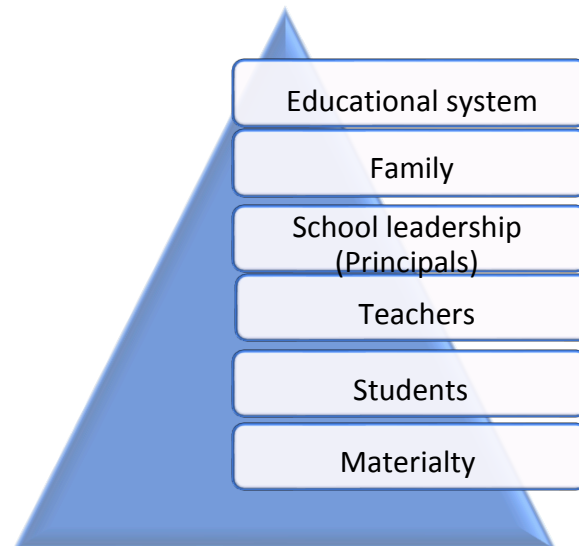 Educational system
Family
School leadership
(Principals)
Teachers
Students
Materialty